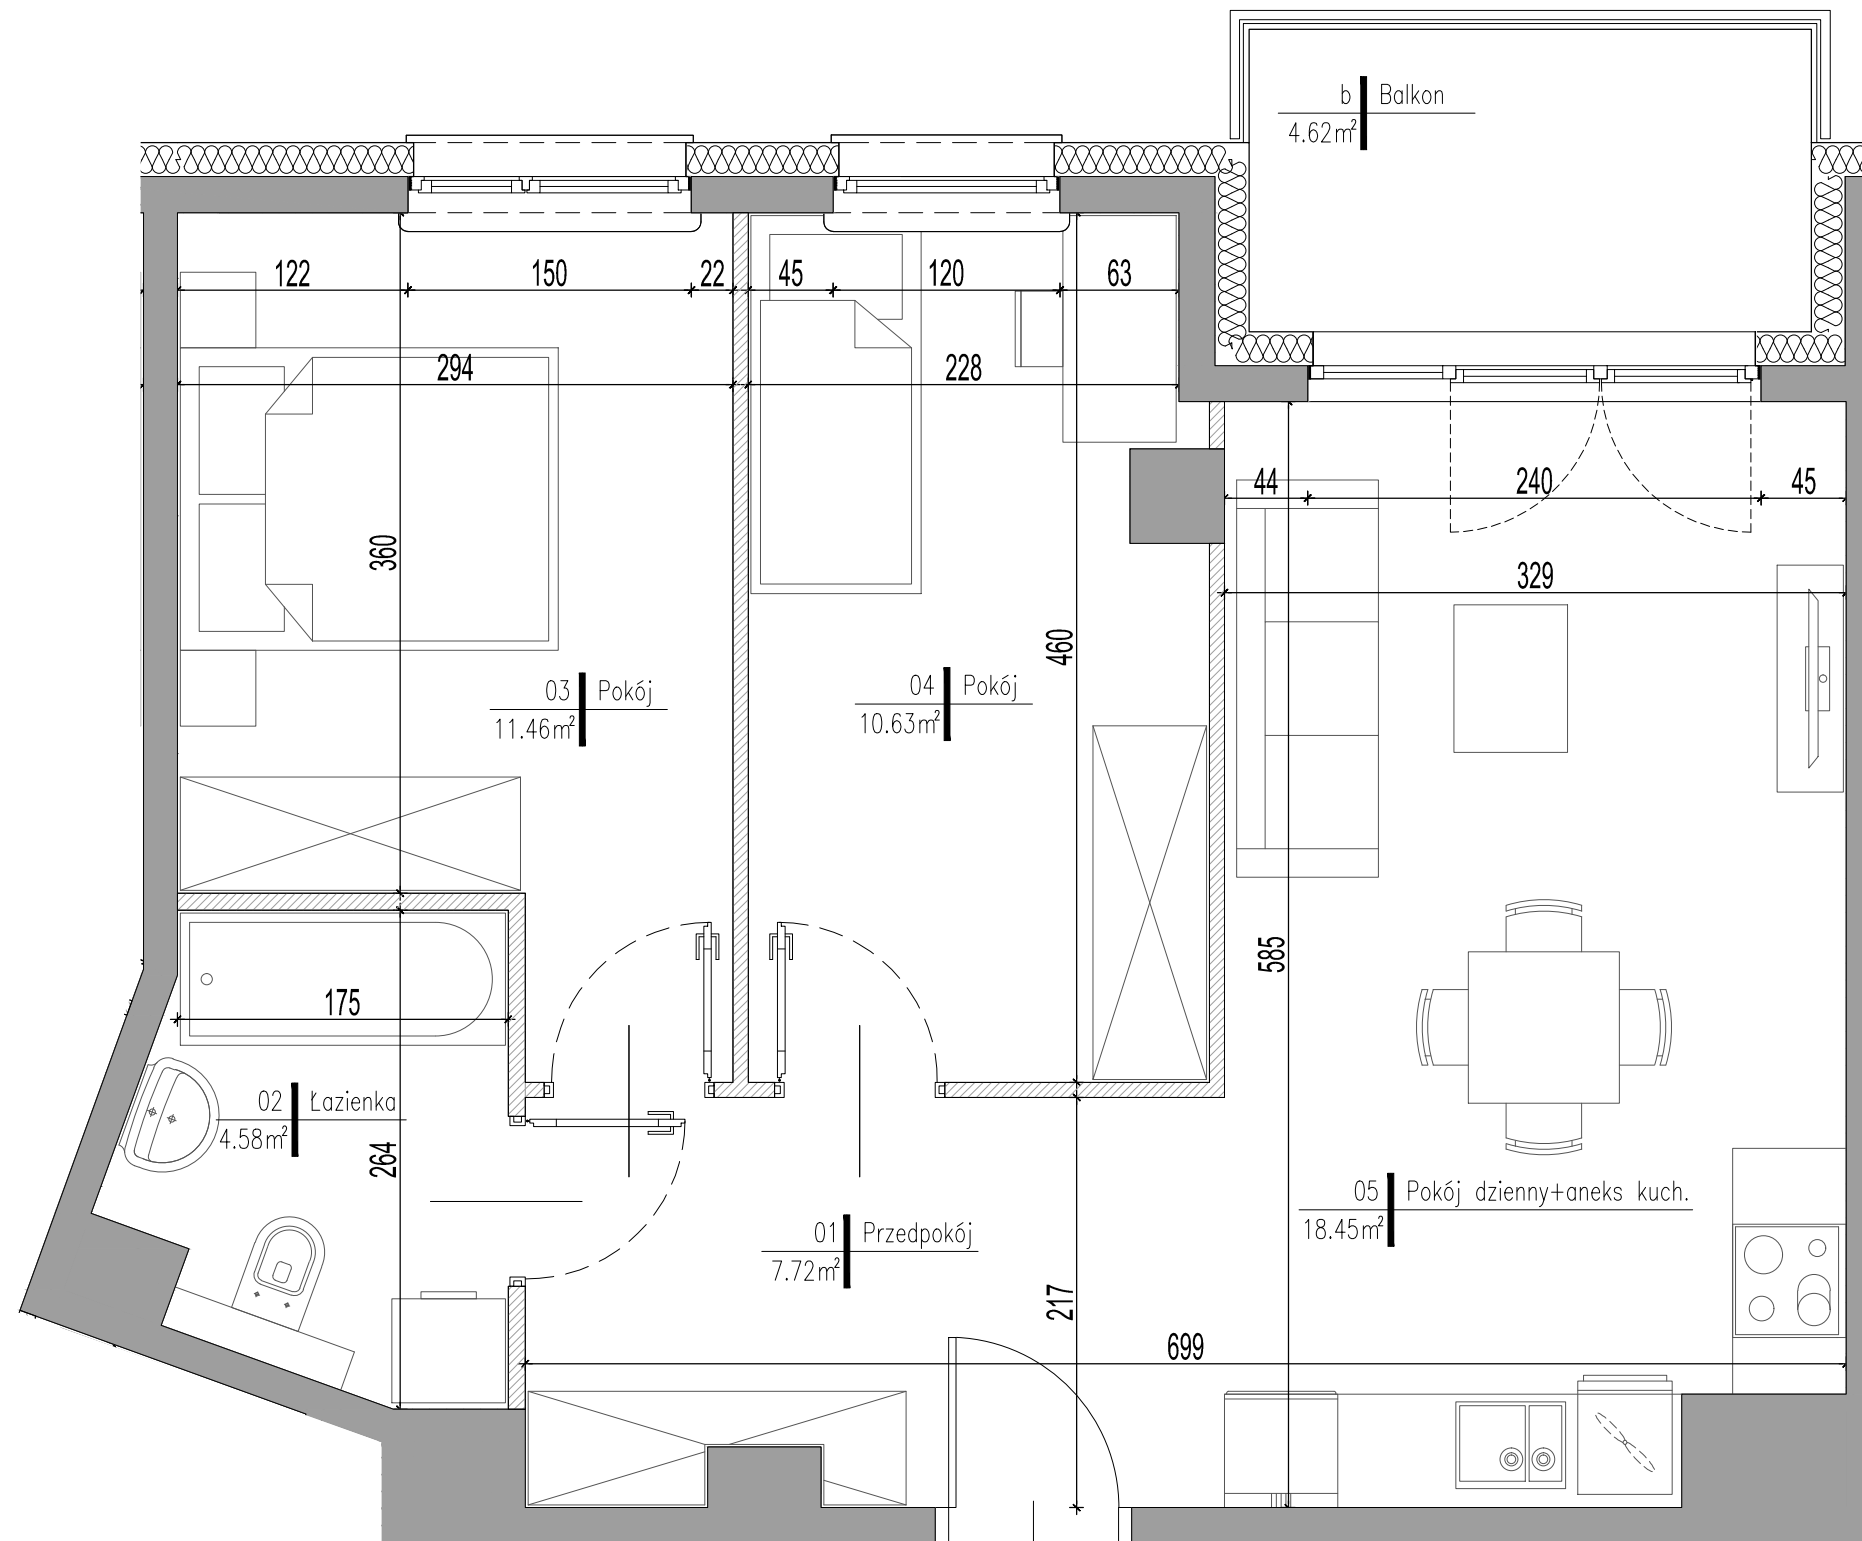 b Balkon
4.62m²
122 150 22 45 120 63
294 228
44 240 45
360
329
460
03 Pokój
11.46m²
04 Pokój
10.63m²
585
175
02 Łazienka
4.58m²
264
05 Pokój dzienny+aneks kuch.
18.45m²
01 Przedpokój
7.72m²
217
699